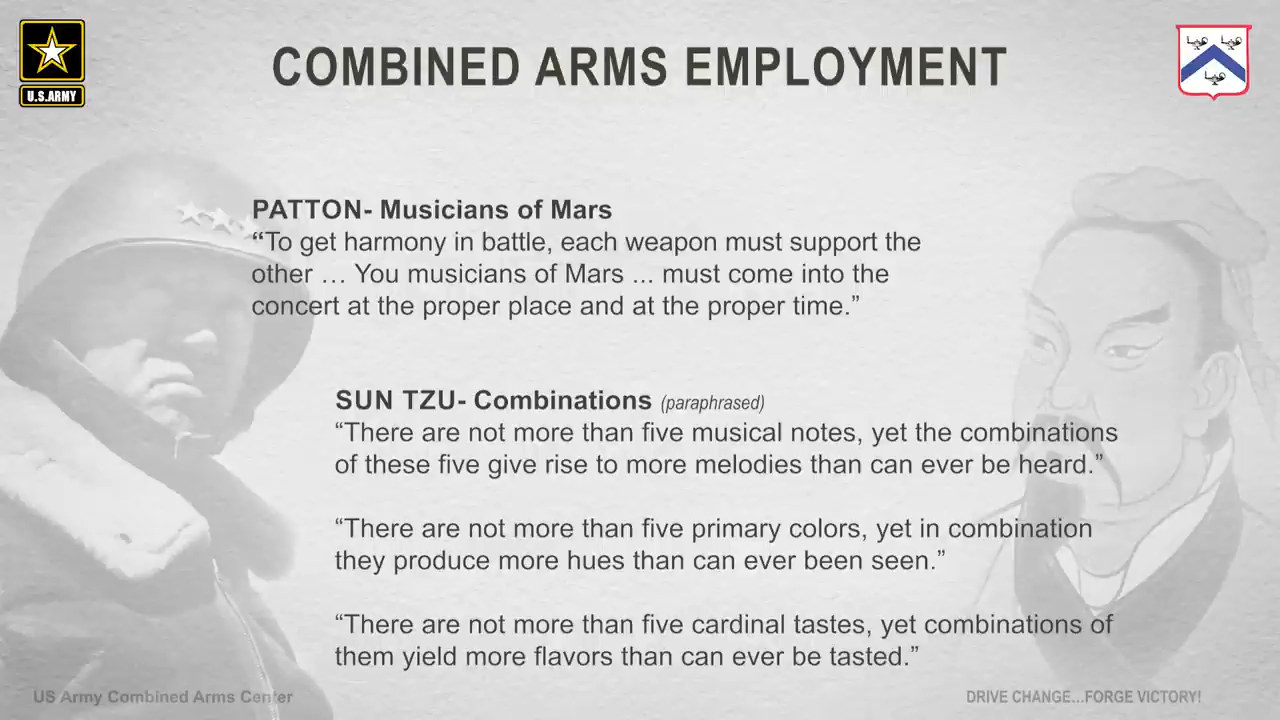 COMBINED ARMS EMPLOYMENT
U.S.ARMY
PATTON- Musicians of Mars
“To get harmony in battle, each weapon must support the
other … You musicians of Mars ... must come into the
concert at the proper place and at the proper time.”
SUN TZU- Combinations (paraphrased)
“There are not more than five musical notes, yet the combinations
of these five give rise to more melodies than can ever be heard.”
“There are not more than five primary colors, yet in combination
they produce more hues than can ever been seen.”
“There are not more than five cardinal tastes, yet combinations of
them yield more flavors than can ever be tasted.”
US Army Combined Arms Center
DRIVE CHANGE...FORGE VICTORY!